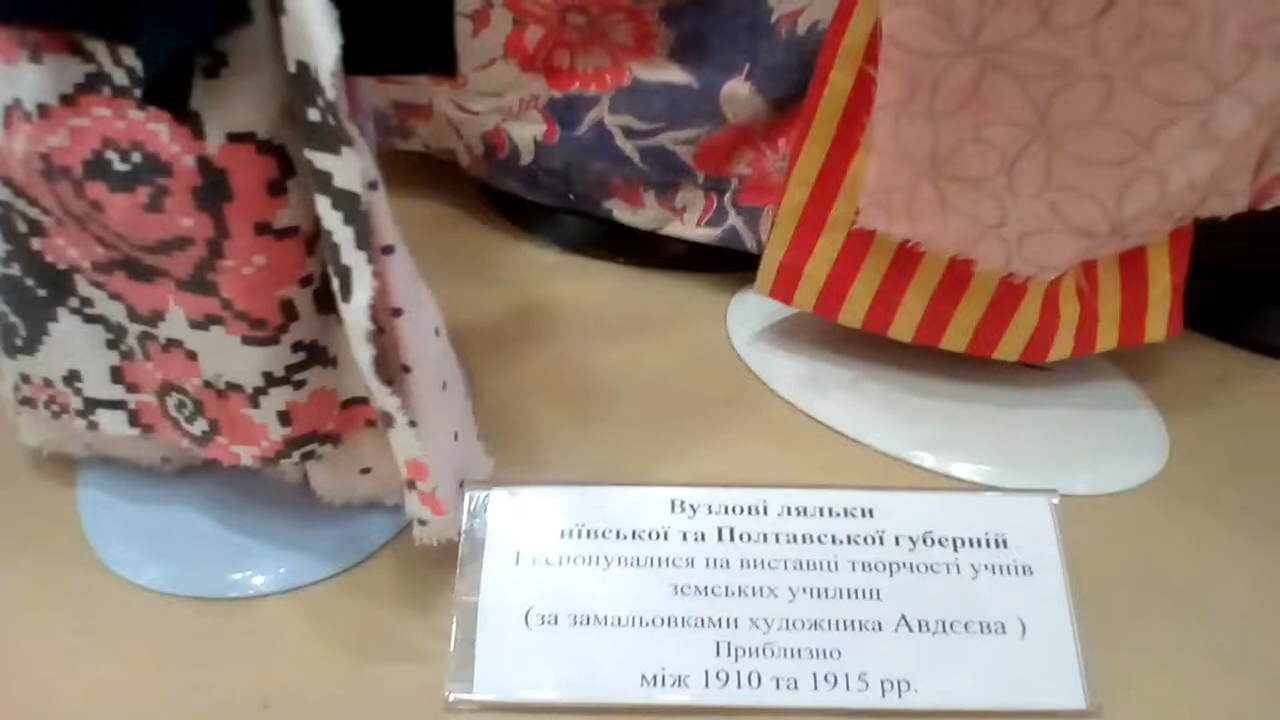 Вузлові ляльки
иївської та Полтавської губерній
на виставці творчості учнів
земських училищ
(за замальовками художника Авдєєва )
Приблизно
між 1910 та 1915 рр.